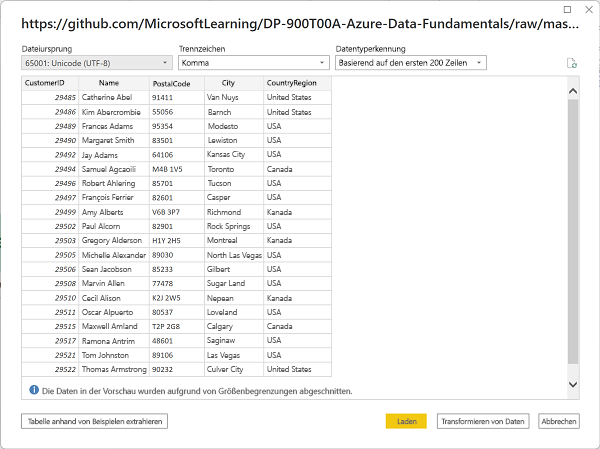 https://github.com/MicrosoftLearning/DP-900T00A-Azure-Data-Fundamentals/raw/mas...
Dateiursprung Trennzeichen Datentyperkennung
65001: Unicode (UTF-8) Komma Basierend auf den ersten 200 Zeilen
CustomerID Name PostalCode City CountryRegion
29485 Catherine Abel 91411 Van Nuys United States
29486 Kim Abercrombie 55056 Barnch United States
29489 Frances Adams 95354 Modesto USA
29490 Margaret Smith 83501 Lewiston USA
29492 Jay Adams 64106 Kansas City USA
29494 Samuel Agcaoili M4B 1V5 Toronto Canada
29496 Robert Ahlering 85701 Tucson USA
29497 François Ferrier 82601 Casper USA
29499 Amy Alberts V6B 3P7 Richmond Kanada
29502 Paul Alcorn 82901 Rock Springs USA
29503 Gregory Alderson H1Y 2H5 Montreal Kanada
29505 Michelle Alexander 89030 North Las Vegas USA
29506 Sean Jacobson 85233 Gilbert USA
29508 Marvin Allen 77478 Sugar Land USA
29510 Cecil Alison K2J 2W5 Nepean Kanada
29511 Oscar Alpuerto 80537 Loveland USA
29515 Maxwell Amland T2P 2G8 Calgary Canada
29517 Ramona Antrim 48601 Saginaw USA
29521 Tom Johnston 89106 Las Vegas USA
29522 Thomas Armstrong 90232 Culver City United States
Die Daten in der Vorschau wurden aufgrund von Größenbegrenzungen abgeschnitten.
Tabelle anhand von Beispielen extrahieren Laden Transformieren von Daten Abbrechen